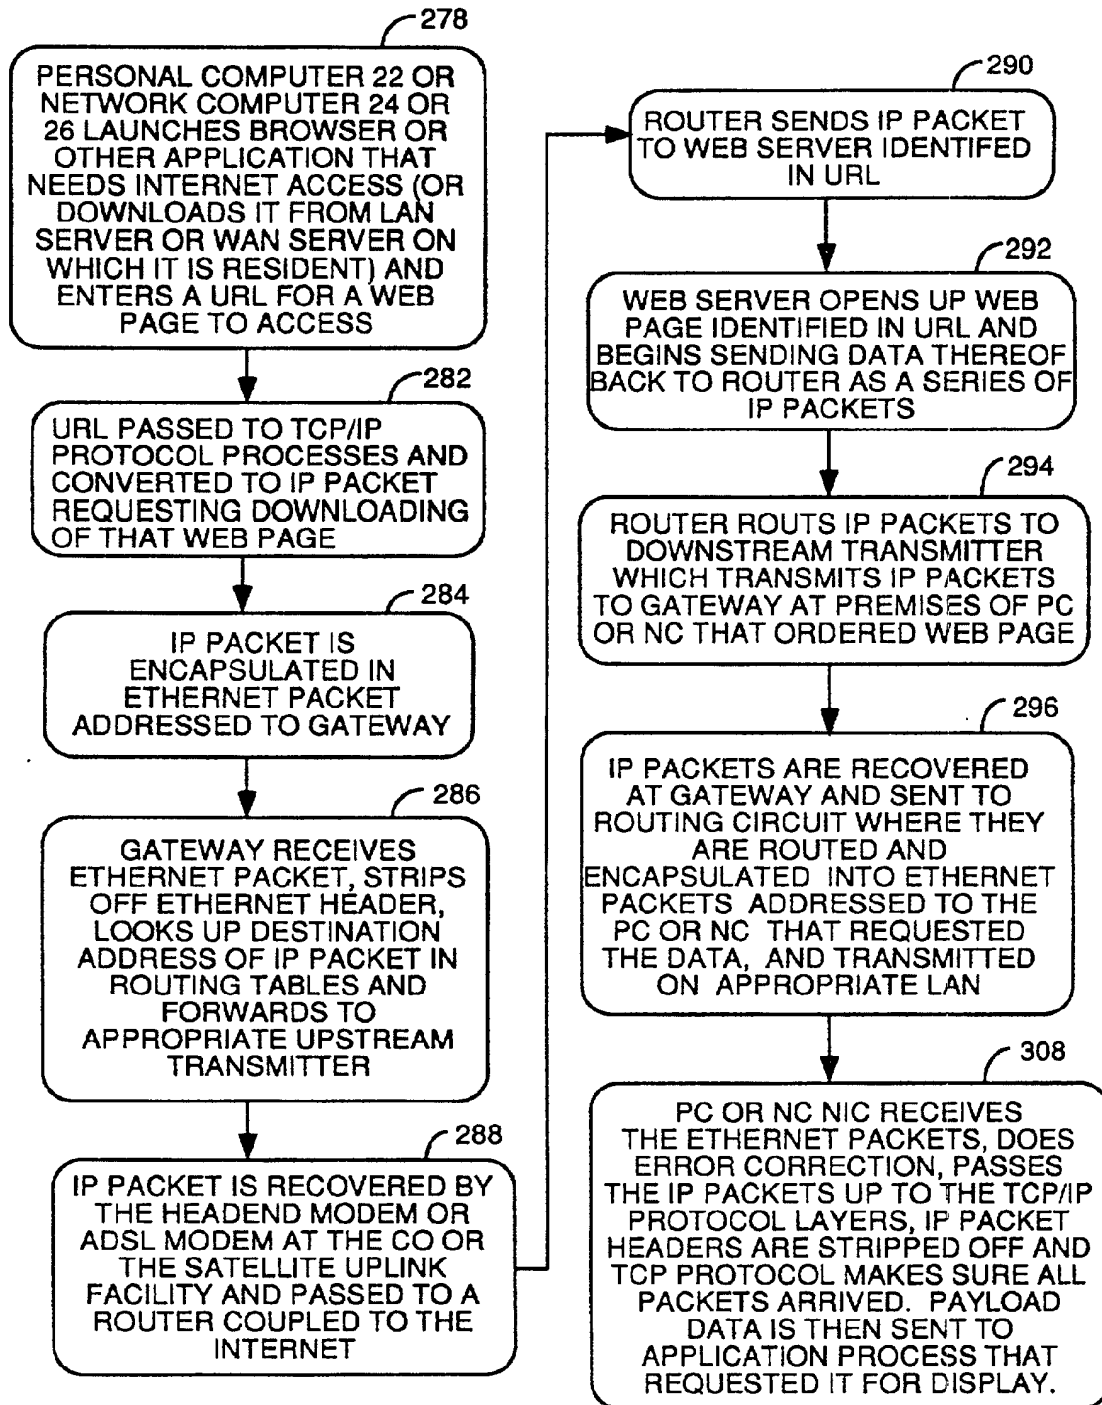 278
PERSONAL COMPUTER 22 OR
NETWORK COMPUTER 24 OR
26 LAUNCHES BROWSER OR
OTHER APPLICATION THAT
NEEDS INTERNET ACCESS (OR
DOWNLOADS IT FROM LAN
SERVER OR WAN SERVER ON
WHICH IT IS RESIDENT) AND
ENTERS A URL FOR A WEB
PAGE TO ACCESS
282
URL PASSED TO TCP/IP
PROTOCOL PROCESSES AND
CONVERTED TO IP PACKET
REQUESTING DOWNLOADING
OF THAT WEB PAGE
284
IP PACKET IS
ENCAPSULATED IN
ETHERNET PACKET
ADDRESSED TO GATEWAY
286
GATEWAY RECEIVES
ETHERNET PACKET, STRIPS
OFF ETHERNET HEADER,
LOOKS UP DESTINATION
ADDRESS OF IP PACKET IN
ROUTING TABLES AND
FORWARDS TO
APPROPRIATE UPSTREAM
TRANSMITTER
288
IP PACKET IS RECOVERED BY
THE HEADEND MODEM OR
ADSL MODEM AT THE CO OR
THE SATELLITE UPLINK
FACILITY AND PASSED TO A
ROUTER COUPLED TO THE
INTERNET
290
ROUTER SENDS IP PACKET
TO WEB SERVER IDENTIFED
IN URL
292
WEB SERVER OPENS UP WEB
PAGE IDENTIFIED IN URL AND
BEGINS SENDING DATA THEREOF
BACK TO ROUTER AS A SERIES OF
IP PACKETS
294
ROUTER ROUTS IP PACKETS TO
DOWNSTREAM TRANSMITTER
WHICH TRANSMITS IP PACKETS
TO GATEWAY AT PREMISES OF PC
OR NC THAT ORDERED WEB PAGE
296
IP PACKETS ARE RECOVERED
AT GATEWAY AND SENT TO
ROUTING CIRCUIT WHERE THEY
ARE ROUTED AND
ENCAPSULATED INTO ETHERNET
PACKETS ADDRESSED TO THE
PC OR NC THAT REQUESTED
THE DATA, AND TRANSMITTED
ON APPROPRIATE LAN
308
PC OR NC NIC RECEIVES
THE ETHERNET PACKETS, DOES
ERROR CORRECTION, PASSES
THE IP PACKETS UP TO THE TCP/IP
PROTOCOL LAYERS, IP PACKET
HEADERS ARE STRIPPED OFF AND
TCP PROTOCOL MAKES SURE ALL
PACKETS ARRIVED. PAYLOAD
DATA IS THEN SENT TO
APPLICATION PROCESS THAT
REQUESTED IT FOR DISPLAY.